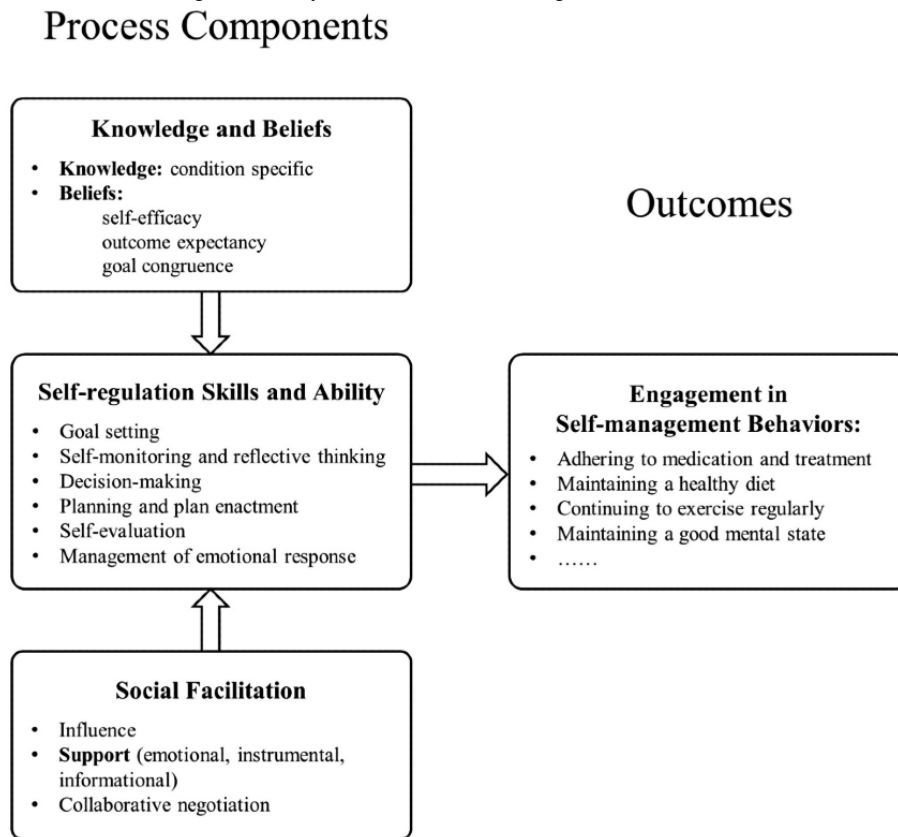 Process Components
Knowledge and Beliefs
• Knowledge: condition specific
• Beliefs:
self-efficacy
outcome expectancy
goal congruence
Outcomes
Self-regulation Skills and Ability
• Goal setting
• Self-monitoring and reflective thinking
• Decision-making
• Planning and plan enactment
• Self-evaluation
• Management of emotional response
Engagement in
Self-management Behaviors:
• Adhering to medication and treatment
• Maintaining a healthy diet
• Continuing to exercise regularly
• Maintaining a good mental state
• ……
Social Facilitation
• Influence
• Support (emotional, instrumental,
informational)
• Collaborative negotiation